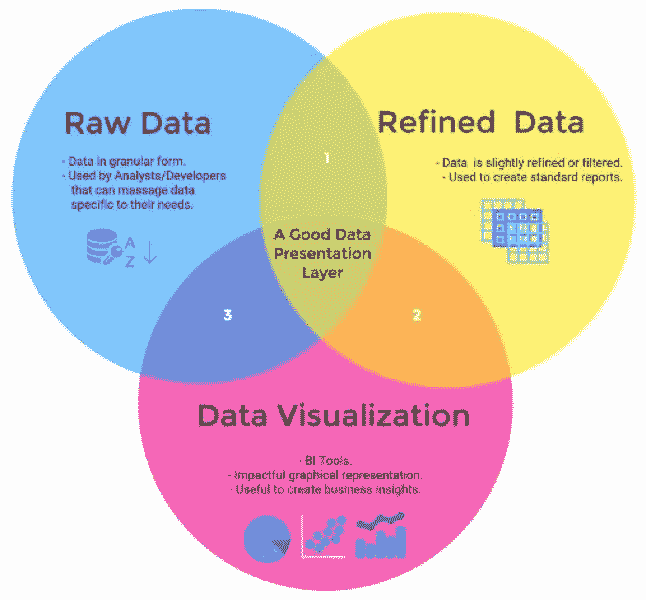 Raw Data
- Data in granular form.
- Used by Analysts/Developers
that can massage data
specific to their needs.
A
Z
Refined Data
- Data is slightly refined or filtered.
- Used to create standard reports.
1
A Good Data
Presentation
Layer
3
2
Data Visualization
- BI Tools.
- Impactful graphical representation.
- Useful to create business insights.